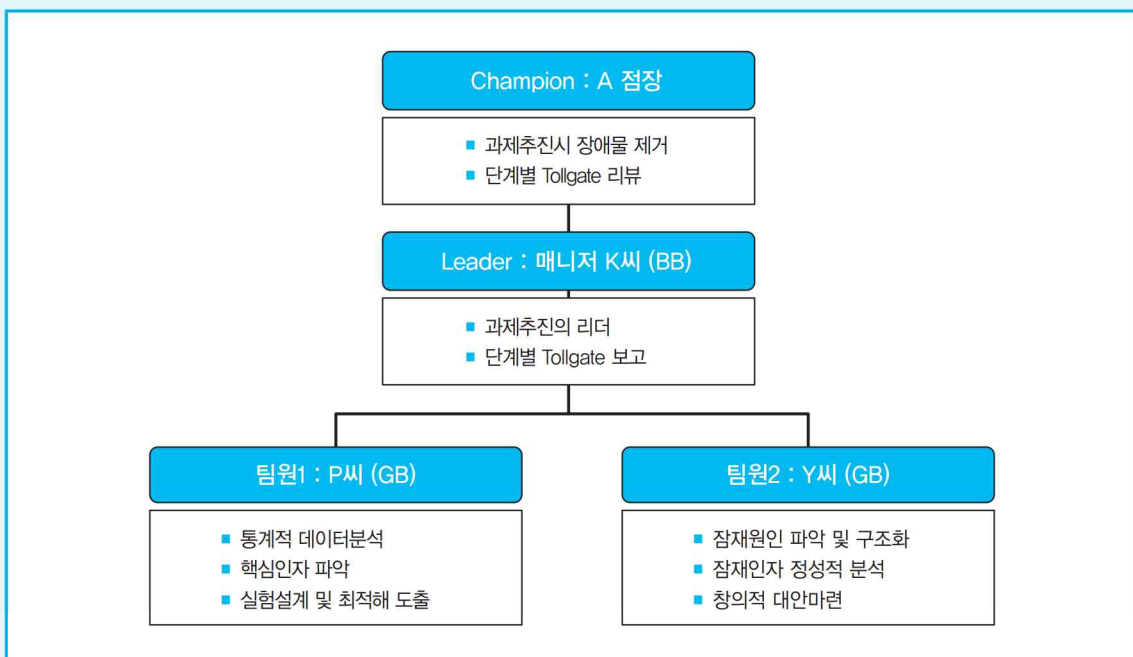 Champion : A 점장
■ 과제추진시 장애물 제거
■ 단계별 Tollgate 리뷰
Leader : 매니저 K씨 (BB)
■ 과제추진의 리더
■ 단계별 Tollgate 보고
팀원1 : P씨 (GB)
■ 통계적 데이터분석
■ 핵심인자 파악
■ 실험설계 및 최적해 도출
팀원2 : Y씨 (GB)
■ 잠재원인 파악 및 구조화
■ 잠재인자 정성적 분석
■ 창의적 대안마련